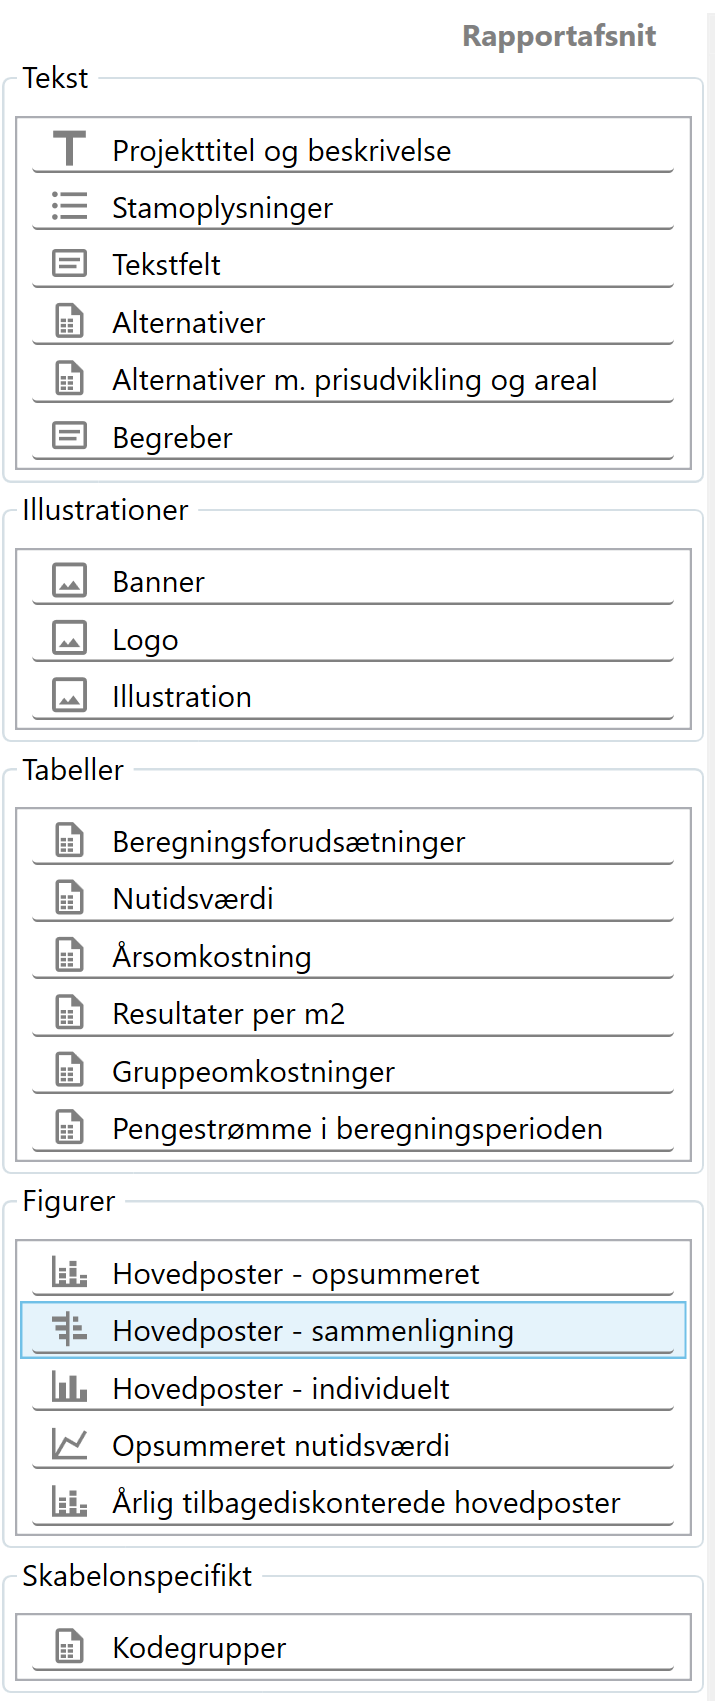 Rapportafsnit
Tekst
Projekttitel og beskrivelse
Stamoplysninger
Tekstfelt
Alternativer
Alternativer m. prisudvikling og areal
Begreber
Illustrationer
Banner
Logo
Illustration
Tabeller
Beregningsforudsætninger
Nutidsværdi
Årsomkostning
Resultater per m2
Gruppeomkostninger
Pengestrømme i beregningsperioden
Figurer
Hovedposter - opsummeret
Hovedposter - sammenligning
Hovedposter - individuelt
Opsummeret nutidsværdi
Årlig tilbagediskonterede hovedposter
Skabelonspecifikt
Kodegrupper